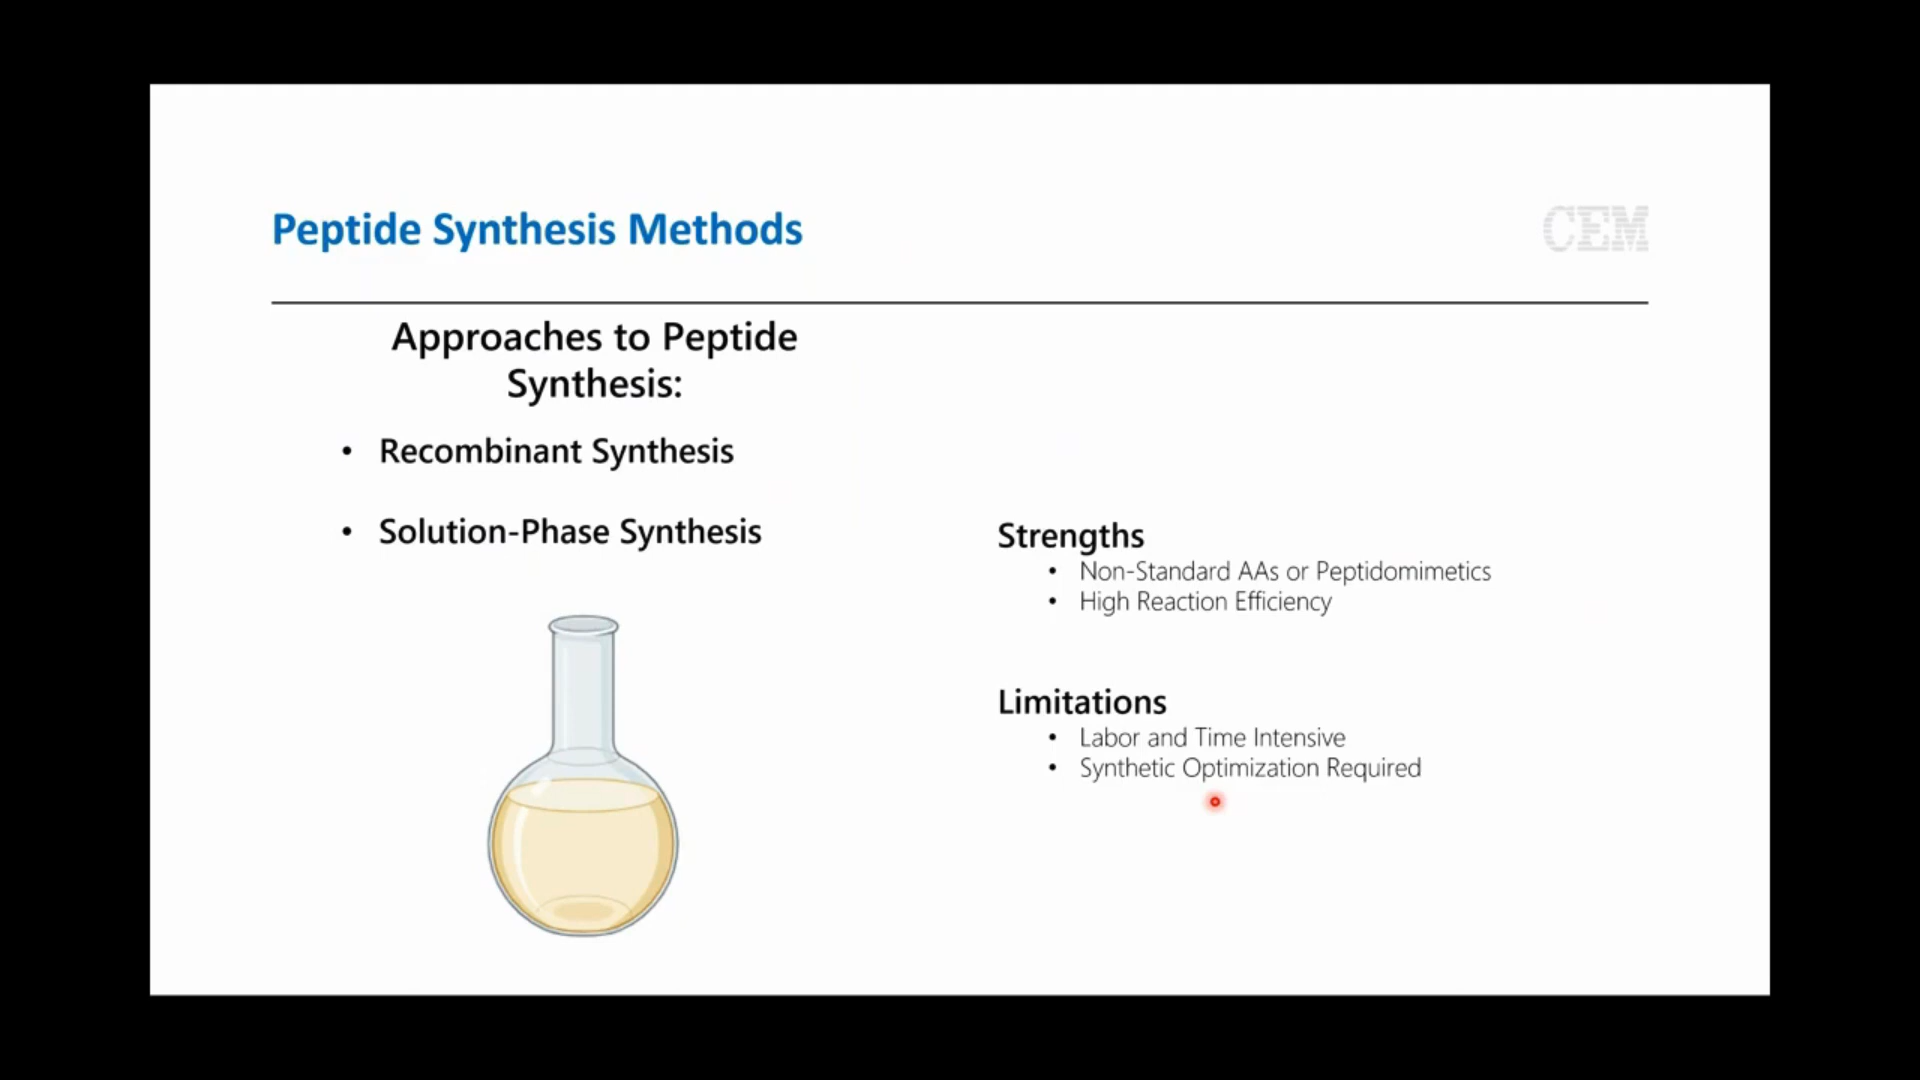 Peptide Synthesis Methods
CEM
Approaches to Peptide
Synthesis:
• Recombinant Synthesis
• Solution-Phase Synthesis
Strengths
• Non-Standard AAs or Peptidomimetics
• High Reaction Efficiency
Limitations
• Labor and Time Intensive
• Synthetic Optimization Required